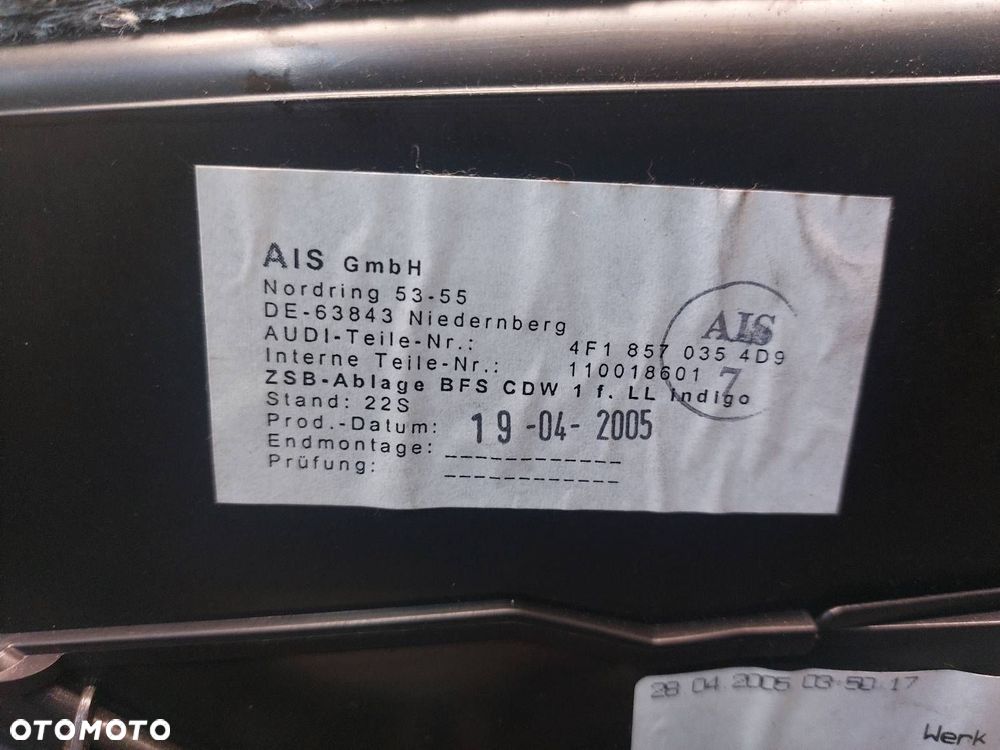 AIS GmbH
Nordring 53-55
DE-63843 Niedernberg
AUDI-Teile-Nr.: 4F1 857 035 4D9
Interne Teile-Nr.: 110018601
ZSB-Ablage BFS CDW 1 f. LL Indigo
Stand: 22S
Prod.-Datum: 19-04-2005
Endmontage: ____________
Prüfung: ____________
AIS
7
28 04 2005 03 50 17
Werk
OTOMOTO